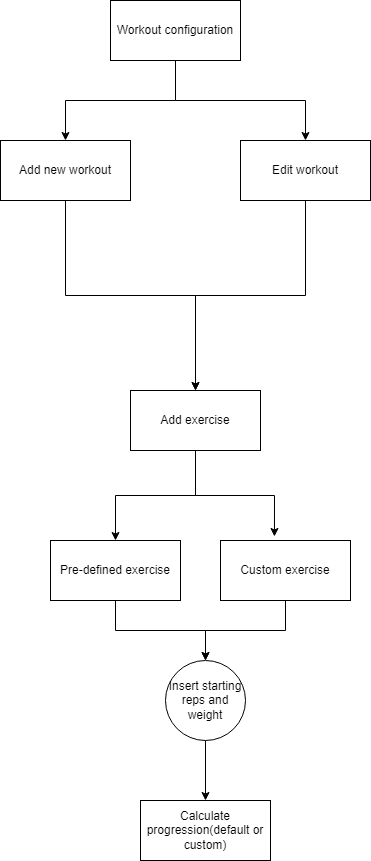 Workout configuration
Add new workout
Edit workout
Add exercise
Pre-defined exercise
Custom exercise
Insert starting
reps and
weight
Calculate
progression(default or
custom)